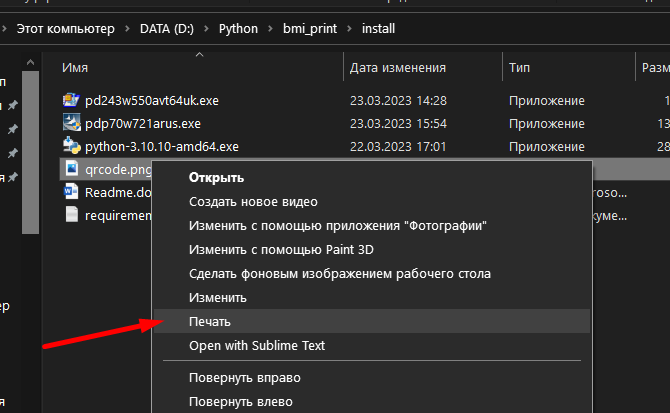 Этот компьютер > DATA (D:) > Python > bmi_print > install
Имя Дата изменения Тип Разм
pd243w550avt64uk.exe 23.03.2023 14:28 Приложение
pdp70w721arus.exe 23.03.2023 15:54 Приложение 13
python-3.10.10-amd64.exe 22.03.2023 17:01 Приложение 28
qrcode.png
Открыть
Readme.do roso...
Создать новое видео
requiremen куме...
Изменить с помощью приложения "Фотографии"
Изменить с помощью Paint 3D
Сделать фоновым изображением рабочего стола
Изменить
ер
Печать
Open with Sublime Text
Повернуть вправо
Повернуть влево